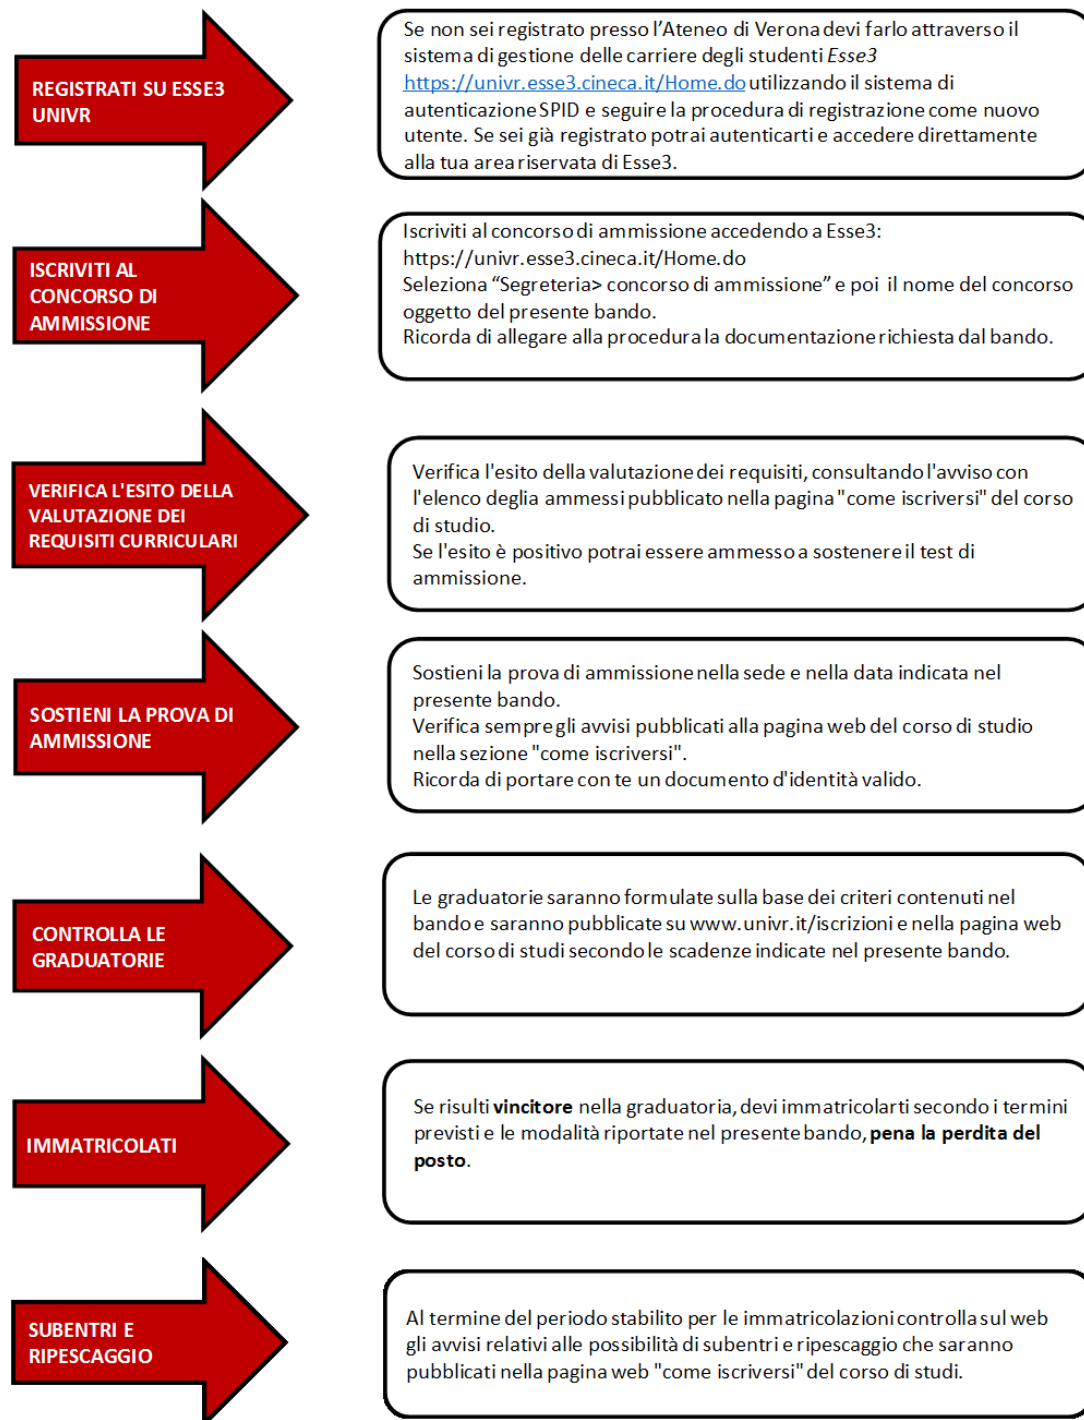 REGISTRATI SU ESSE3
UNIVR
Se non sei registrato presso l'Ateneo di Verona devi farlo attraverso il
sistema di gestione delle carriere degli studenti Esse3
https://univr.esse3.cineca.it/Home.do utilizzando il sistema di
autenticazione SPID e seguire la procedura di registrazione come nuovo
utente. Se sei già registrato potrai autenticarti e accedere direttamente
alla tua area riservata di Esse3.
ISCRIVITI AL
CONCORSO DI
AMMISSIONE
Iscriviti al concorso di ammissione accedendo a Esse3:
https://univr.esse3.cineca.it/Home.do
Seleziona “Segreteria> concorso di ammissione” e poi il nome del concorso
oggetto del presente bando.
Ricorda di allegare alla procedura la documentazione richiesta dal bando.
VERIFICA L'ESITO DELLA
VALUTAZIONE DEI
REQUISITI CURRICULARI
Verifica l'esito della valutazione dei requisiti, consultando l'avviso con
l'elenco deglia ammessi pubblicato nella pagina "come iscriversi" del corso
di studio.
Se l'esito è positivo potrai essere ammesso a sostenere il test di
ammissione.
SOSTIENI LA PROVA DI
AMMISSIONE
Sostieni la prova di ammissione nella sede e nella data indicata nel
presente bando.
Verifica sempre gli avvisi pubblicati alla pagina web del corso di studio
nella sezione "come iscriversi".
Ricorda di portare con te un documento d'identità valido.
CONTROLLA LE
GRADUATORIE
Le graduatorie saranno formulate sulla base dei criteri contenuti nel
bando e saranno pubblicate su www.univr.it/iscrizioni e nella pagina web
del corso di studi secondo le scadenze indicate nel presente bando.
IMMATRICOLATI
Se risulti vincitore nella graduatoria, devi immatricolarti secondo i termini
previsti e le modalità riportate nel presente bando, pena la perdita del
posto.
SUBENTRI E
RIPESCAGGIO
Al termine del periodo stabilito per le immatricolazioni controlla sul web
gli avvisi relativi alle possibilità di subentri e ripescaggio che saranno
pubblicati nella pagina web "come iscriversi" del corso di studi.